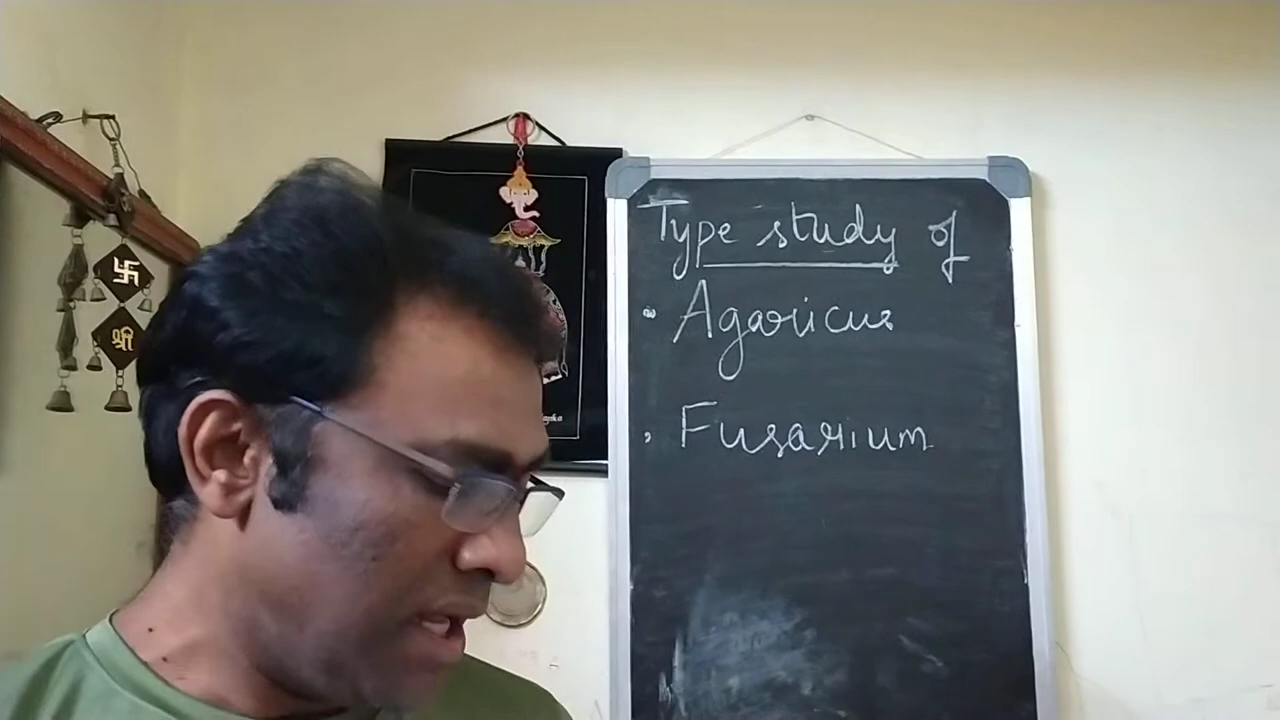 श्री
Type study of
Agaricus
Fusarium